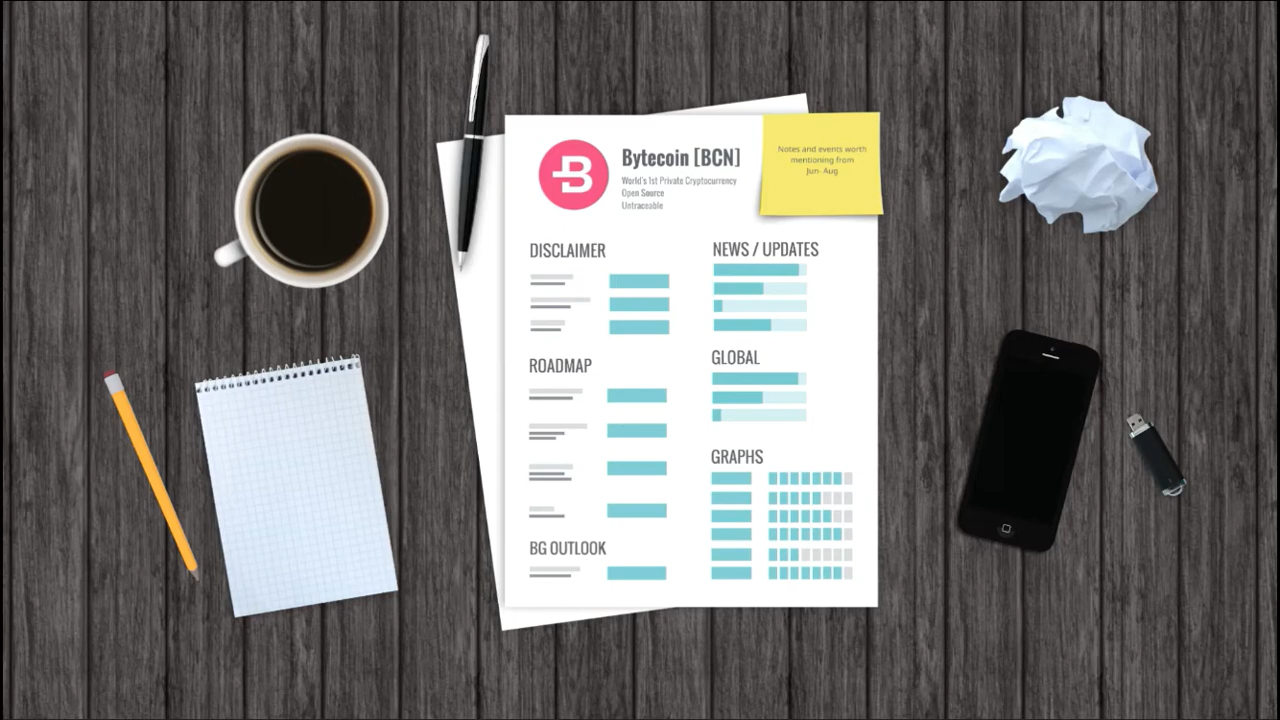 Bytecoin [BCN]
World's 1st Private Cryptocurrency
Open Source
Untraceable
Notes and events worth
mentioning from
Jun- Aug
DISCLAIMER
ROADMAP
BG OUTLOOK
NEWS / UPDATES
GLOBAL
GRAPHS